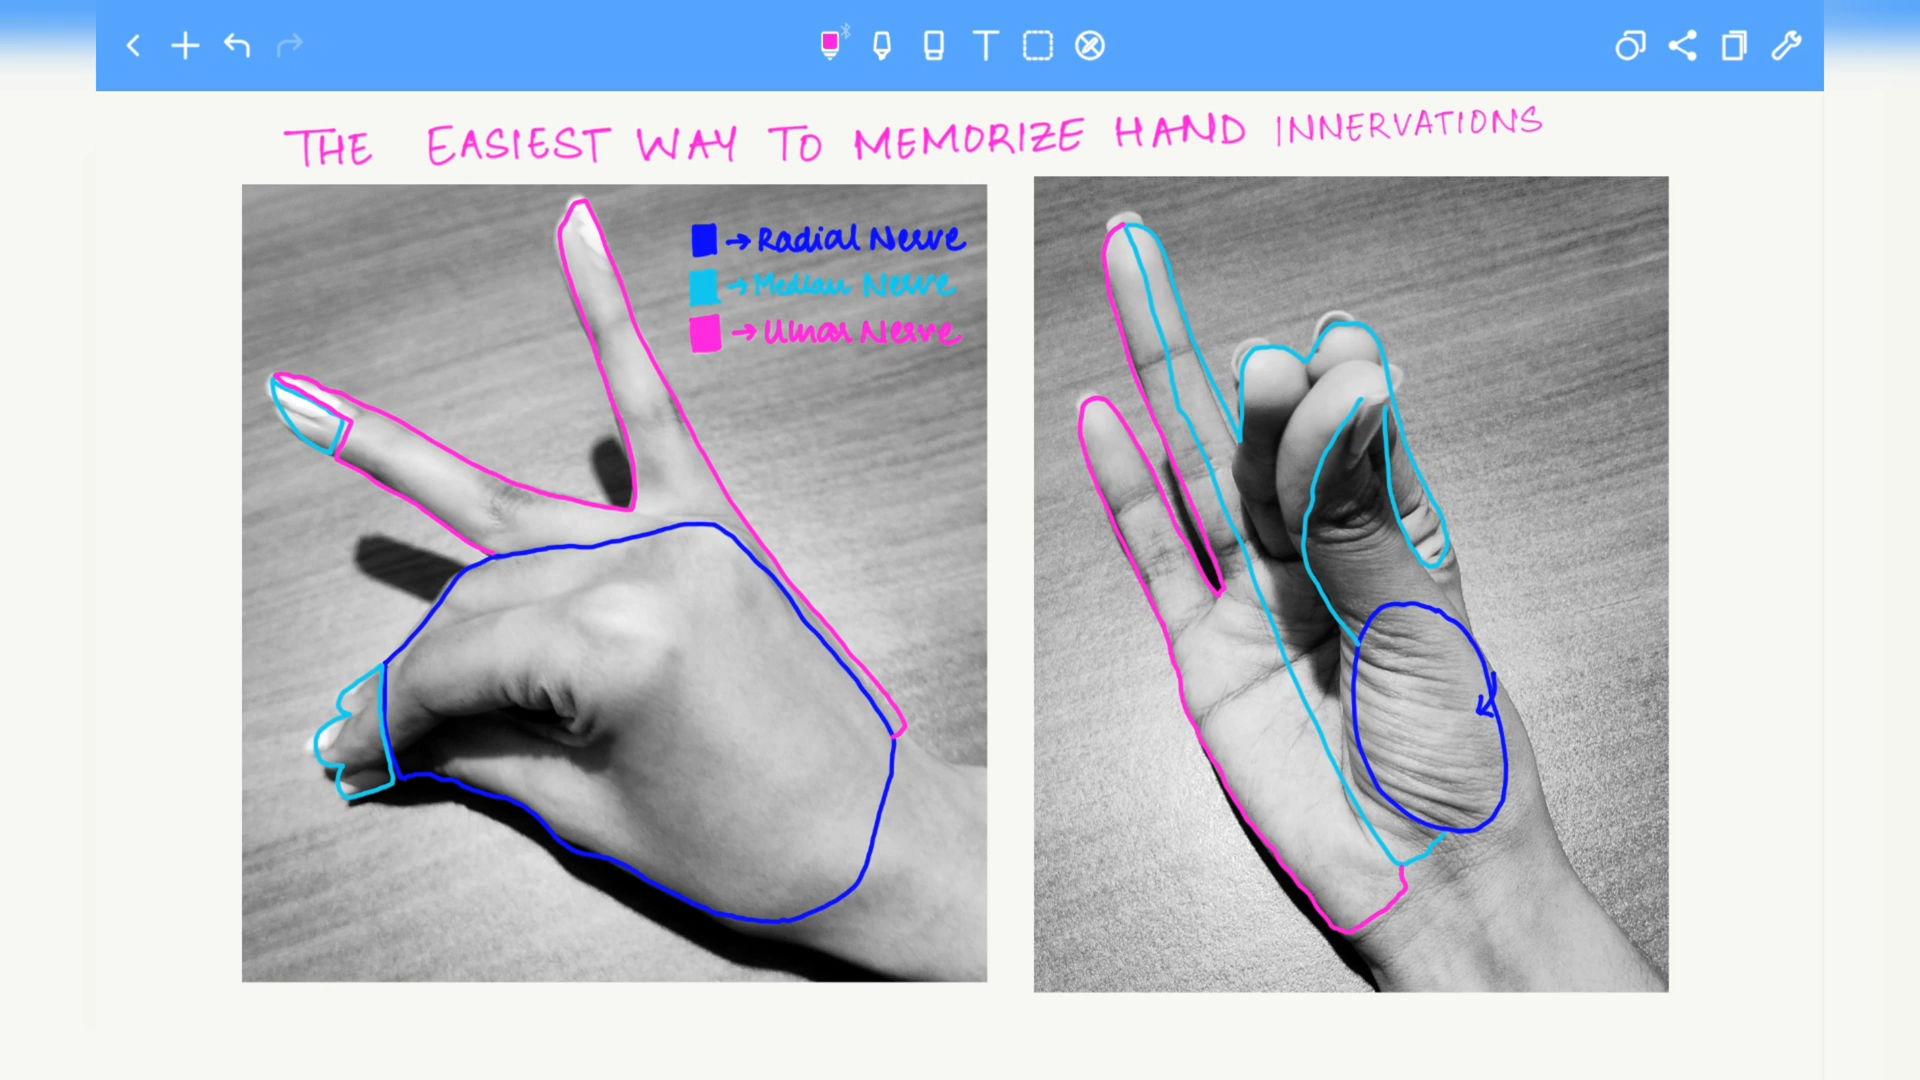 THE EASIEST WAY TO MEMORIZE HAND INNERVATIONS
→ Radial Nerve
→ Median Nerve
→ Ulnar Nerve